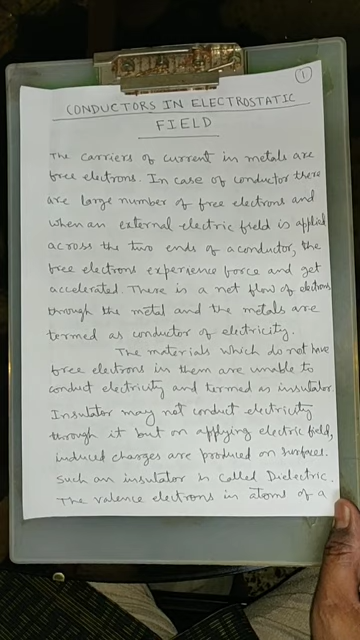 1
CONDUCTORS IN ELECTROSTATIC
FIELD
The carriers of current in metals are
free electrons. In case of conductor there
are large number of free electrons and
when an external electric field is applied
across the two ends of a conductor, the
free electrons experience force and get
accelerated. There is a net flow of electrons
through the metal and the metals are
termed as conductor of electricity.
The materials which do not have
free electrons in them are unable to
conduct electricity and termed as insulator
Insulator may not conduct electricity
through it but on applying electric field,
induced charges are produced on surfaces.
Such an insulator is called Dielectric.
The valence electrons in atoms of a